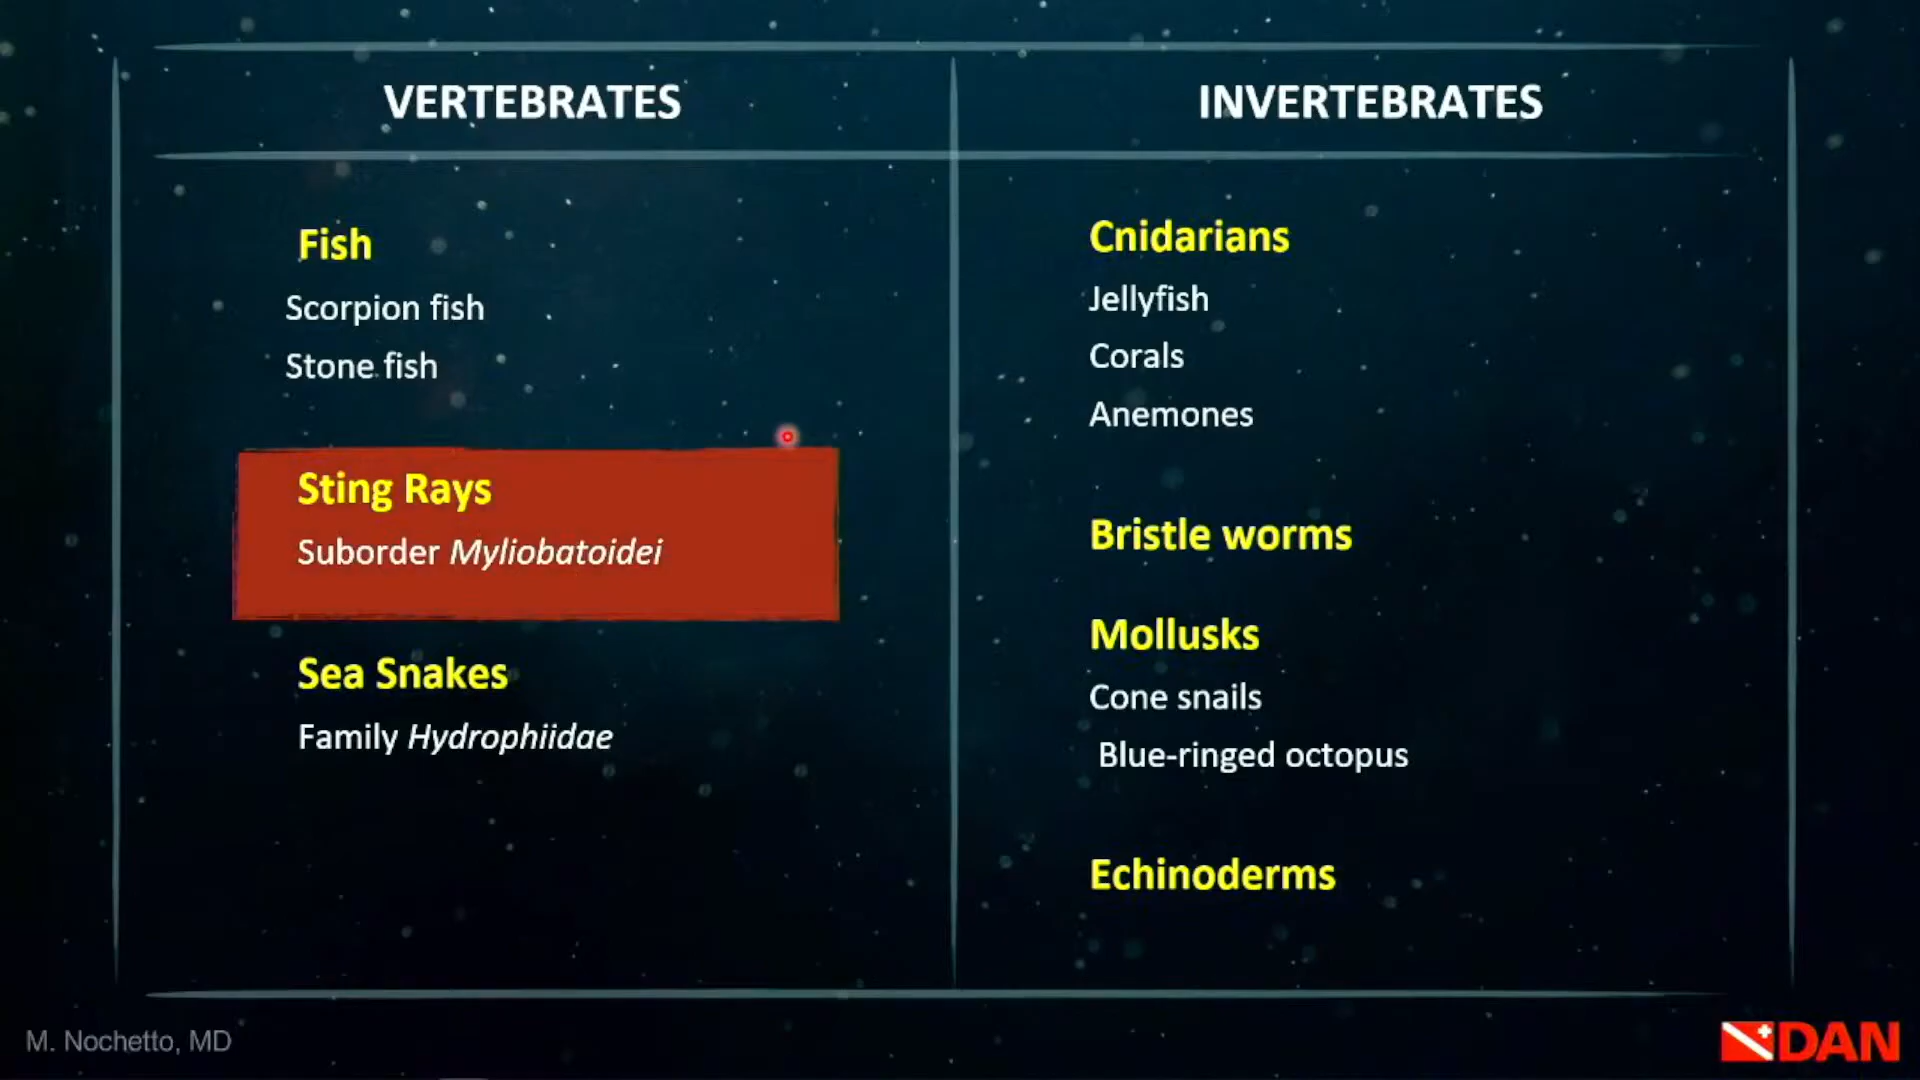 VERTEBRATES
Fish
Scorpion fish
Stone fish
Sting Rays
Suborder Myliobatoidei
Sea Snakes
Family Hydrophiidae
INVERTEBRATES
Cnidarians
Jellyfish
Corals
Anemones
Bristle worms
Mollusks
Cone snails
Blue-ringed octopus
Echinoderms
M. Nochetto, MD
DAN